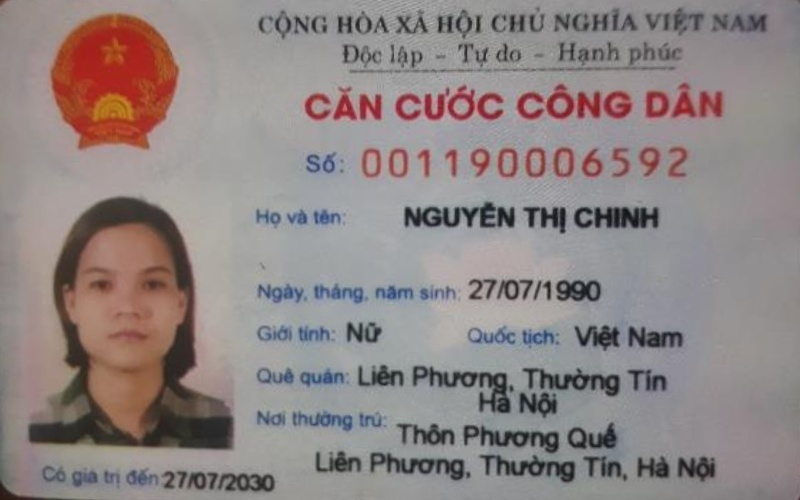 CỘNG HÒA XÃ HỘI CHỦ NGHĨA VIỆT NAM
Độc lập - Tự do - Hạnh phúc
CĂN CƯỚC CÔNG DÂN
Số: 001190006592
Họ và tên: NGUYỄN THỊ CHINH
Ngày, tháng, năm sinh: 27/07/1990
Giới tính: Nữ Quốc tịch: Việt Nam
Quê quán: Liên Phương, Thường Tín
Hà Nội
Nơi thường trú:
Thôn Phương Quế
Liên Phương, Thường Tín, Hà Nội
Có giá trị đến 27/07/2030